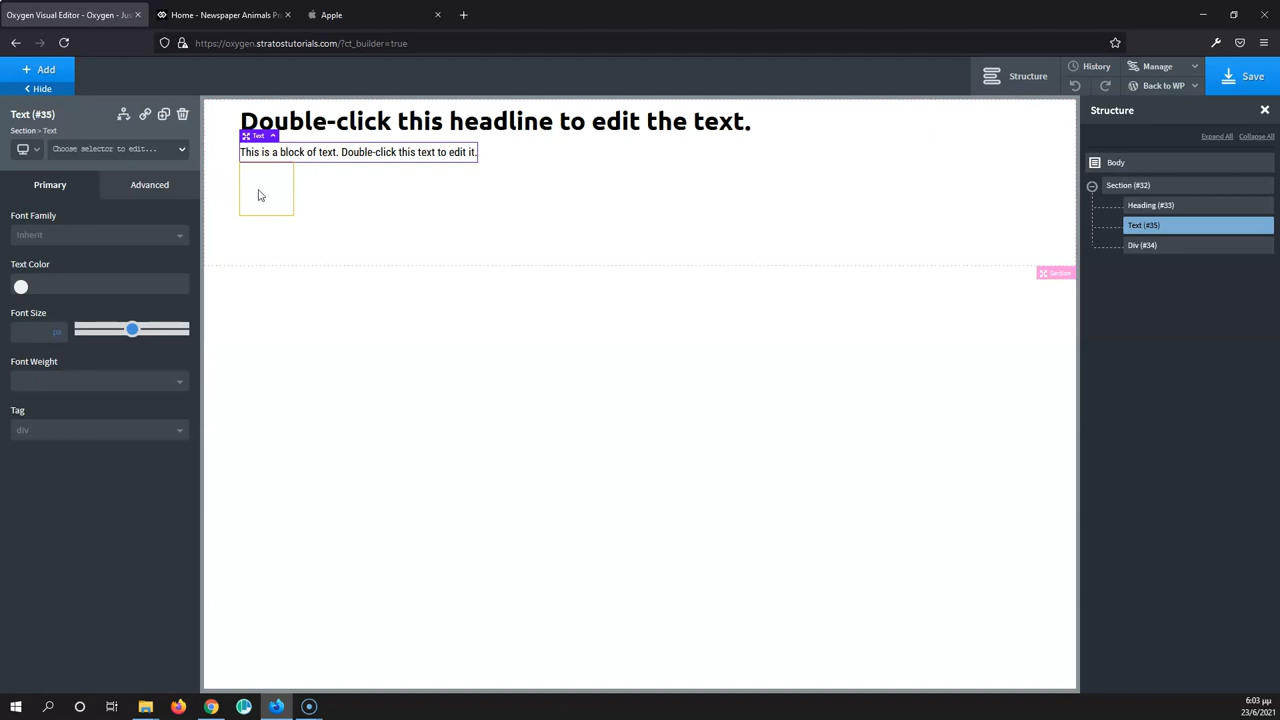 Oxygen Visual Editor - Oxygen - Jus
Home - Newspaper Animals Pr
Apple
https://oxygen.stratostutorials.com/?ct_builder=true
+ Add
Hide
Structure
History
Manage
Back to WP
Save
Text (#35)
Section > Text
Choose selector to edit...
Primary
Advanced
Font Family
Inherit
Text Color
Font Size
px
Font Weight
Tag
div
Double-click this headline to edit the text.
Text
This is a block of text. Double-click this text to edit it.
Section
Structure
Expand All
Collapse All
Body
Section (#32)
Heading (#33)
Text (#35)
Div (#34)
6:03 μμ
23/6/2021